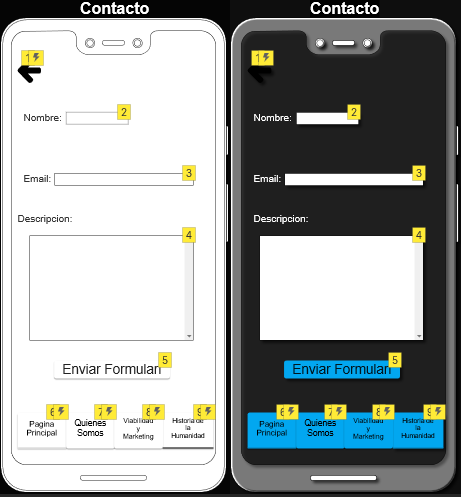 Contacto
Contacto
1
1
2
2
Nombre:
Nombre:
3
3
Email:
Email:
Descripcion:
Descripcion:
4
4
5
5
Enviar Formulari
Enviar Formulari
6
7
8
9
6
7
8
9
Pagina
Principal
Quienes
Somos
Viabilidad
y
Marketing
Historia de
la
Humanidad
Pagina
Principal
Quienes
Somos
Viabilidad
y
Marketing
Historia de
la
Humanidad